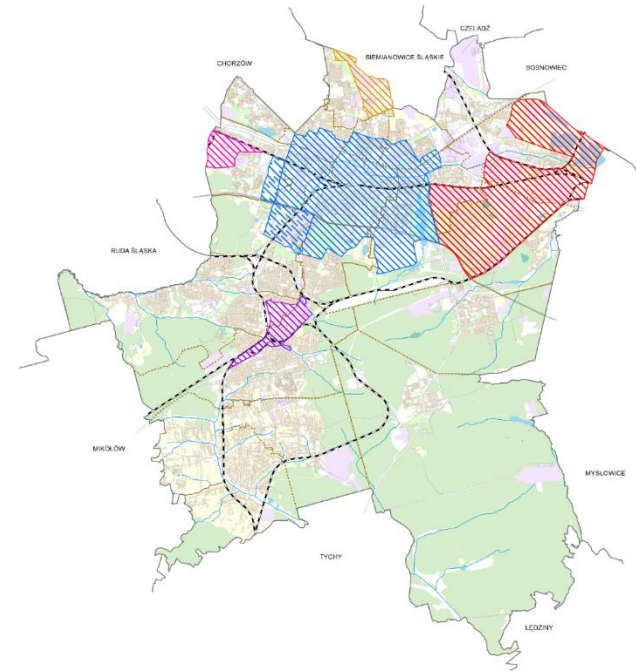 CZELADŹ
SIEMIANOWICE ŚLĄSKIE
CHORZÓW
SOSNOWIEC
RUDA ŚLĄSKA
MIKOŁÓW
MYSŁOWICE
TYCHY
LĘDZINY